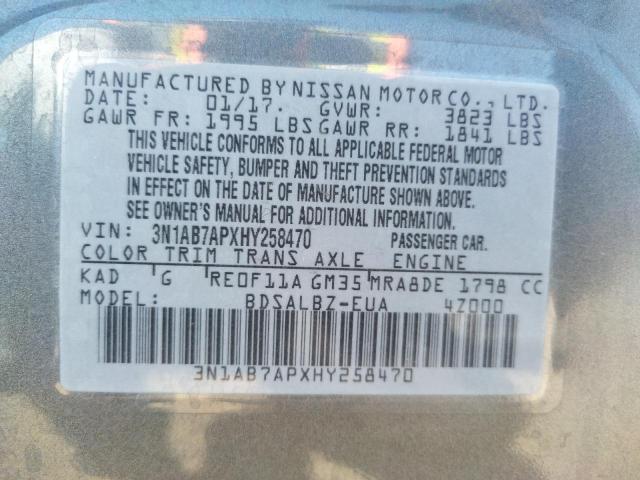 MANUFACTURED BY NISSAN MOTOR CO., LTD.
DATE: 01/17. GVWR: 3823 LBS
GAWR FR: 1995 LBS GAWR RR: 1841 LBS
THIS VEHICLE CONFORMS TO ALL APPLICABLE FEDERAL MOTOR
VEHICLE SAFETY, BUMPER AND THEFT PREVENTION STANDARDS
IN EFFECT ON THE DATE OF MANUFACTURE SHOWN ABOVE.
SEE OWNER'S MANUAL FOR ADDITIONAL INFORMATION.
VIN: 3N1AB7APXHY258470 PASSENGER CAR.
COLOR TRIM TRANS AXLE ENGINE
KAD G RE0F11A GM35 MRA8DE 1798 CC
MODEL: BDSALBZ-EUA 4Z000
3N1AB7APXHY258470